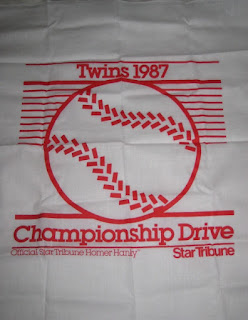 Twins 1987
Championship Drive
Official Star Tribune Homer Hanky
Star Tribune